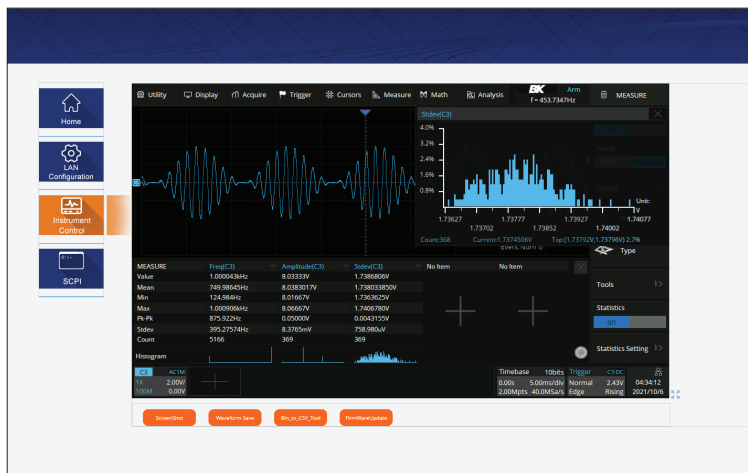 Home
LAN
Configuration
Instrument
Control
SCPI
Utility Display Acquire Trigger Cursors Measure Math Analysis
BK Arm
f = 453.7347Hz
MEASURE
Stdev(C3)
4.0%
3.2%
2.4%
1.6%
0.8%
Unit:
V
1.73627 1.73777 1.73927 1.74077
1.73702 1.73852 1.74002
Count:368 Current:1.7374506V Top:[1.73792V,1.73796V) 2.7%
Type
Tools
Statistics
on
Statistics Setting
MEASURE Freq(C3) Amplitude(C3) Stdev(C3) No Item No Item
Value 1.000043kHz 8.03333V 1.7386806V
Mean 749.98645Hz 8.0383017V 1.738033850V
Min 124.984Hz 8.01667V 1.7363625V
Max 1.000906kHz 8.06667V 1.7406780V
Pk-Pk 875.922Hz 0.05000V 0.0043155V
Stdev 395.27574Hz 8.3765mV 758.980uV
Count 5166 369 369
Histogram
C3 AC1M
1X 2.00V/
100M 0.00V
Timebase 10bits Trigger C3 DC
0.00s 5.00ms/div Normal 2.43V 04:34:12
2.00Mpts 40.0MSa/s Edge Rising 2021/10/6
ScreenShot Waveform Save Bin_to_CSV_Tool FirmWareUpdate